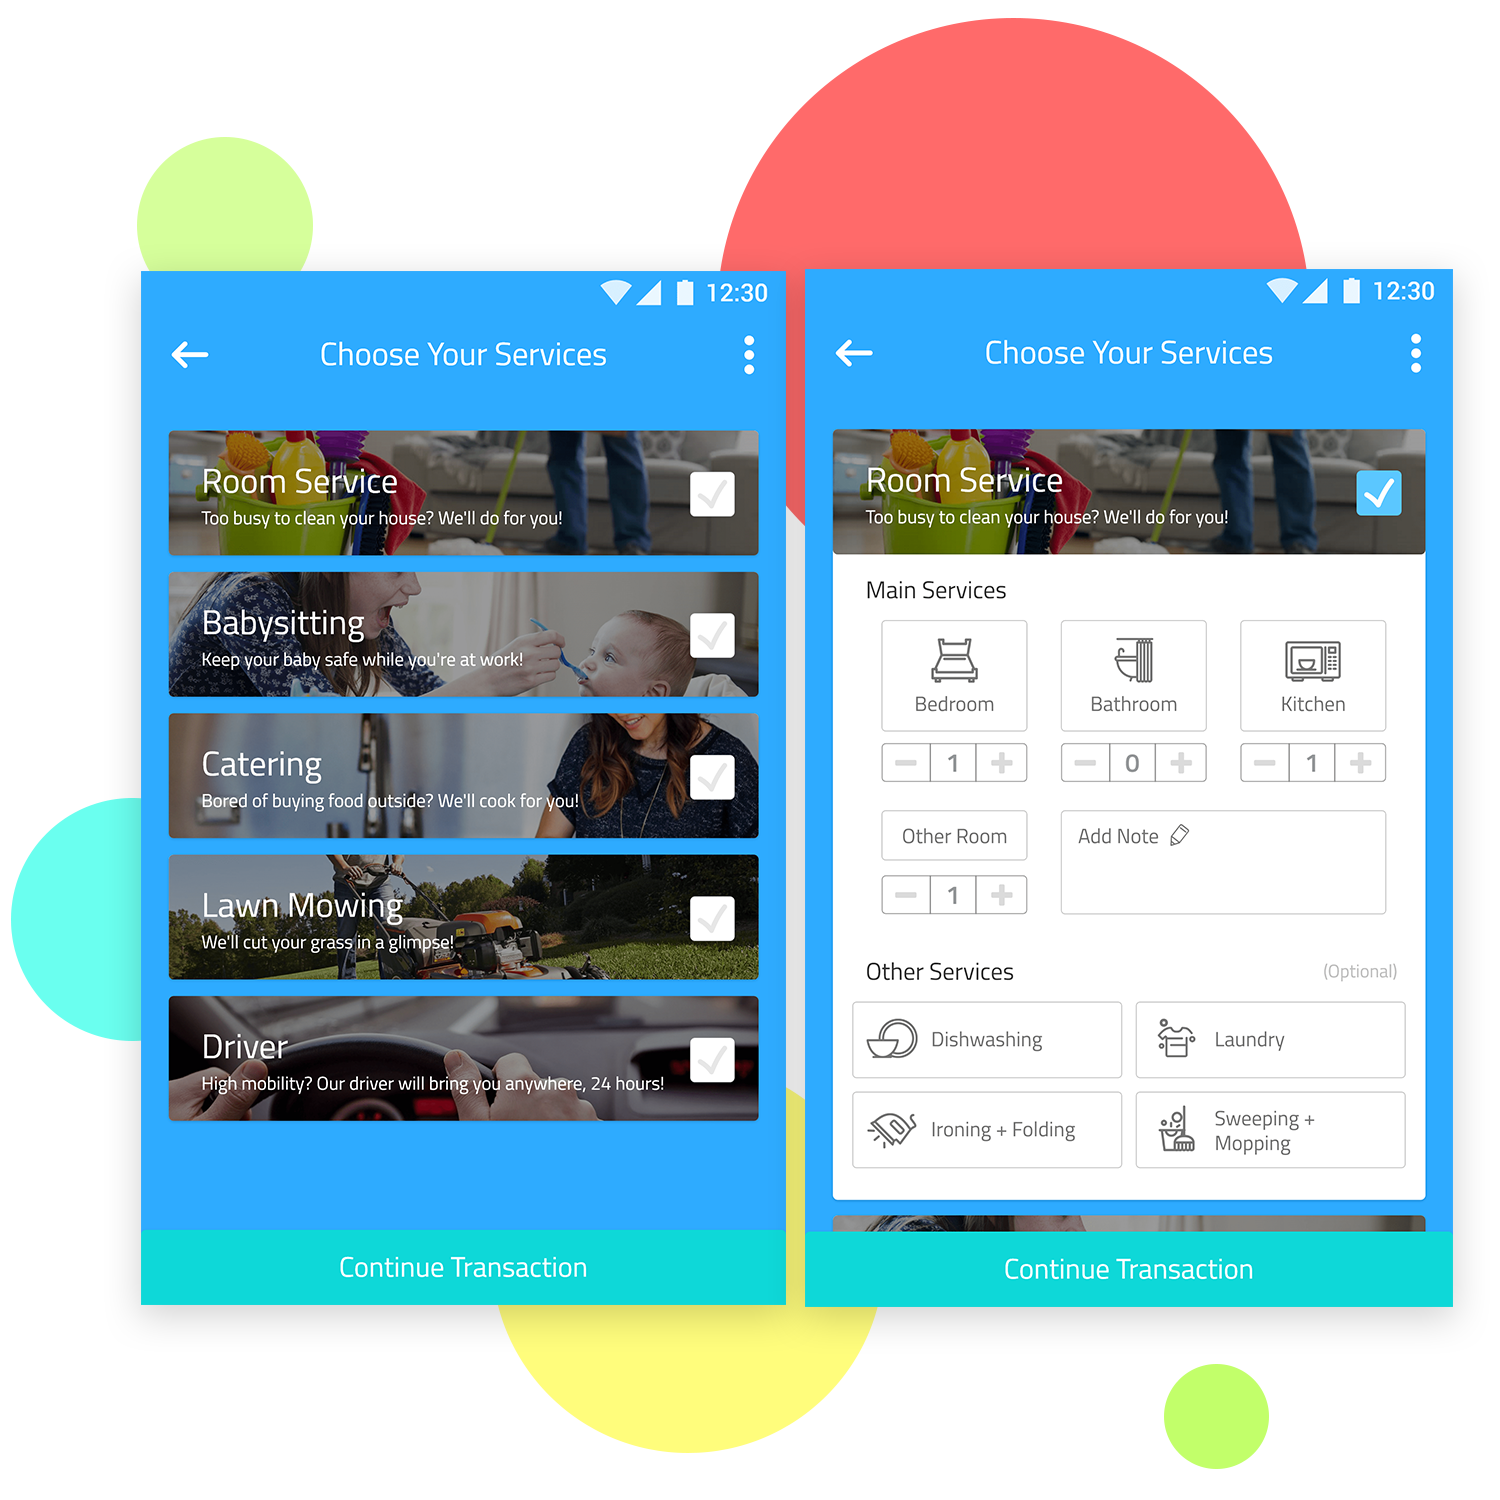 12:30
Choose Your Services
Room Service
Too busy to clean your house? We'll do for you!
Babysitting
Keep your baby safe while you're at work!
Catering
Bored of buying food outside? We'll cook for you!
Lawn Mowing
We'll cut your grass in a glimpse!
Driver
High mobility? Our driver will bring you anywhere, 24 hours!
Continue Transaction
12:30
Choose Your Services
Room Service
Too busy to clean your house? We'll do for you!
Main Services
Bedroom
Bathroom
Kitchen
1
0
1
Other Room
Add Note
1
Other Services
(Optional)
Dishwashing
Laundry
Ironing + Folding
Sweeping +
Mopping
Continue Transaction